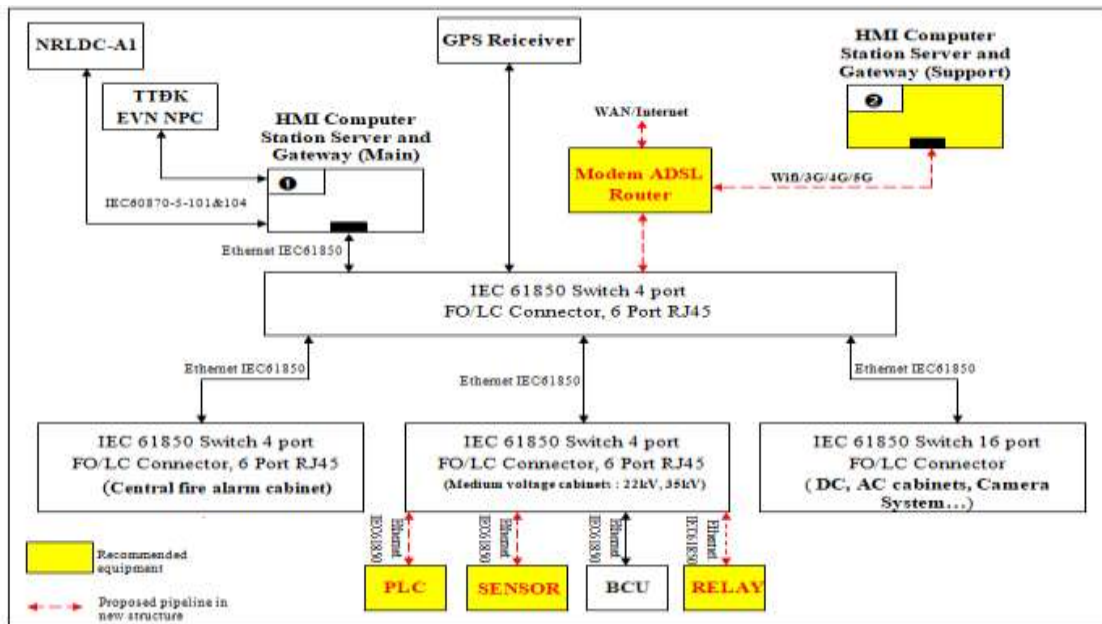 NRLDC-A1
GPS Reiceiver
HMI Computer
Station Server and
Gateway (Support)
TTĐK
EVN NPC
❷
WAN/Internet
HMI Computer
Station Server and
Gateway (Main)
❶
Modem ADSL
Router
Wifi/3G/4G/5G
IEC60870-5-101&104
Ethernet IEC61850
IEC 61850 Switch 4 port
FO/LC Connector, 6 Port RJ45
Ethernet IEC61850
Ethernet IEC61850
Ethernet IEC61850
IEC 61850 Switch 4 port
FO/LC Connector, 6 Port RJ45
(Central fire alarm cabinet)
IEC 61850 Switch 4 port
FO/LC Connector, 6 Port RJ45
(Medium voltage cabinets : 22kV, 35kV)
IEC 61850 Switch 16 port
FO/LC Connector
( DC, AC cabinets, Camera
System...)
Ethernet
IEC61850
Ethernet
IEC61850
Ethernet
IEC61850
Ethernet
IEC61850
PLC
SENSOR
BCU
RELAY
Recommended
equipment
Proposed pipeline in
new structure